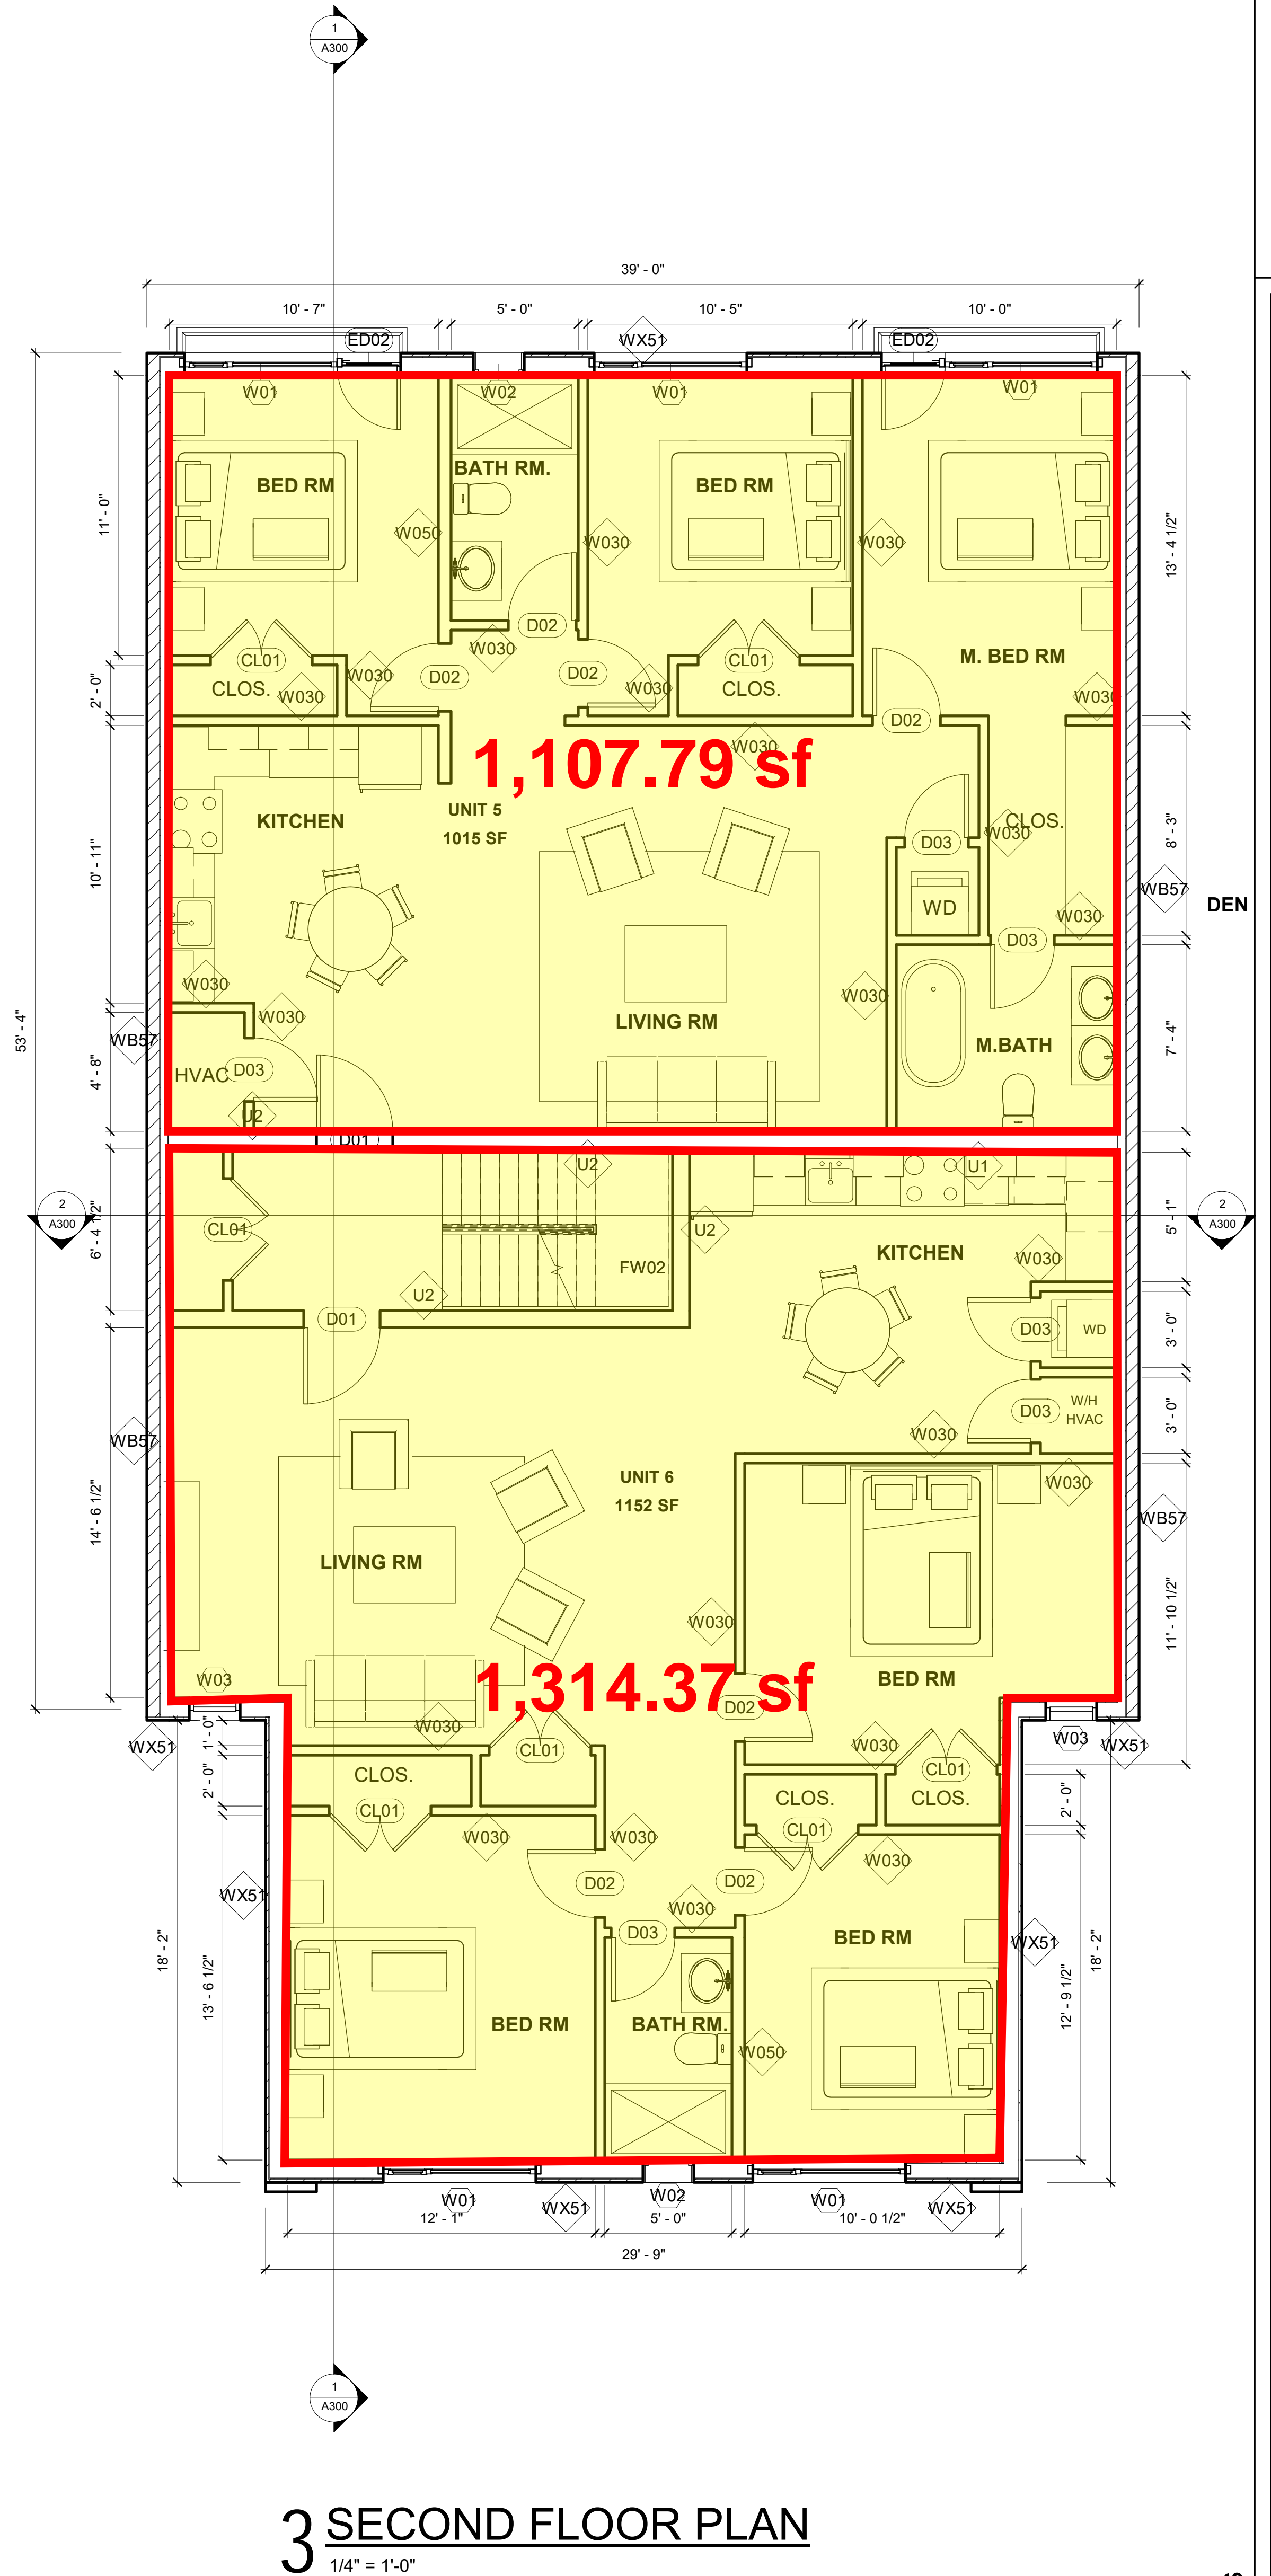 1
A300
39' - 0"
10' - 7"
5' - 0"
10' - 5"
10' - 0"
ED02
WX51
ED02
W01
W02
W01
W01
BED RM
BATH RM.
BED RM
11' - 0"
W050
W030
W030
13' - 4 1/2"
D02
W030
CL01
W030
D02
D02
W030
CL01
M. BED RM
2' - 0"
CLOS.
W030
CLOS.
W030
D02
W030
1,107.79 sf
UNIT 5
1015 SF
KITCHEN
CLOS.
W030
D03
8' - 3"
10' - 11"
WB57
DEN
WD
W030
D03
W030
W030
W030
LIVING RM
53' - 4"
WB57
M.BATH
7' - 4"
4' - 8"
HVAC
D03
U2
D01
U2
U1
2
A300
6' - 4 1/2"
CL01
U2
5' - 1"
2
A300
KITCHEN
W030
FW02
U2
D01
D03
WD
3' - 0"
W/H
HVAC
D03
3' - 0"
WB57
W030
UNIT 6
1152 SF
W030
14' - 6 1/2"
WB57
LIVING RM
W030
11' - 10 1/2"
W03
BED RM
1,314.37 sf
D02
W030
1' - 0"
WX51
CL01
W030
W03
WX51
CLOS.
CL01
2' - 0"
CL01
CLOS.
CLOS.
2' - 0"
W030
W030
CL01
W030
D02
D02
WX51
W030
D03
BED RM
WX51
18' - 2"
13' - 6 1/2"
12' - 9 1/2"
18' - 2"
BED RM
BATH RM.
W050
W01
WX51
W02
W01
WX51
12' - 1"
5' - 0"
10' - 0 1/2"
29' - 9"
1
A300
3 SECOND FLOOR PLAN
1/4" = 1'-0"